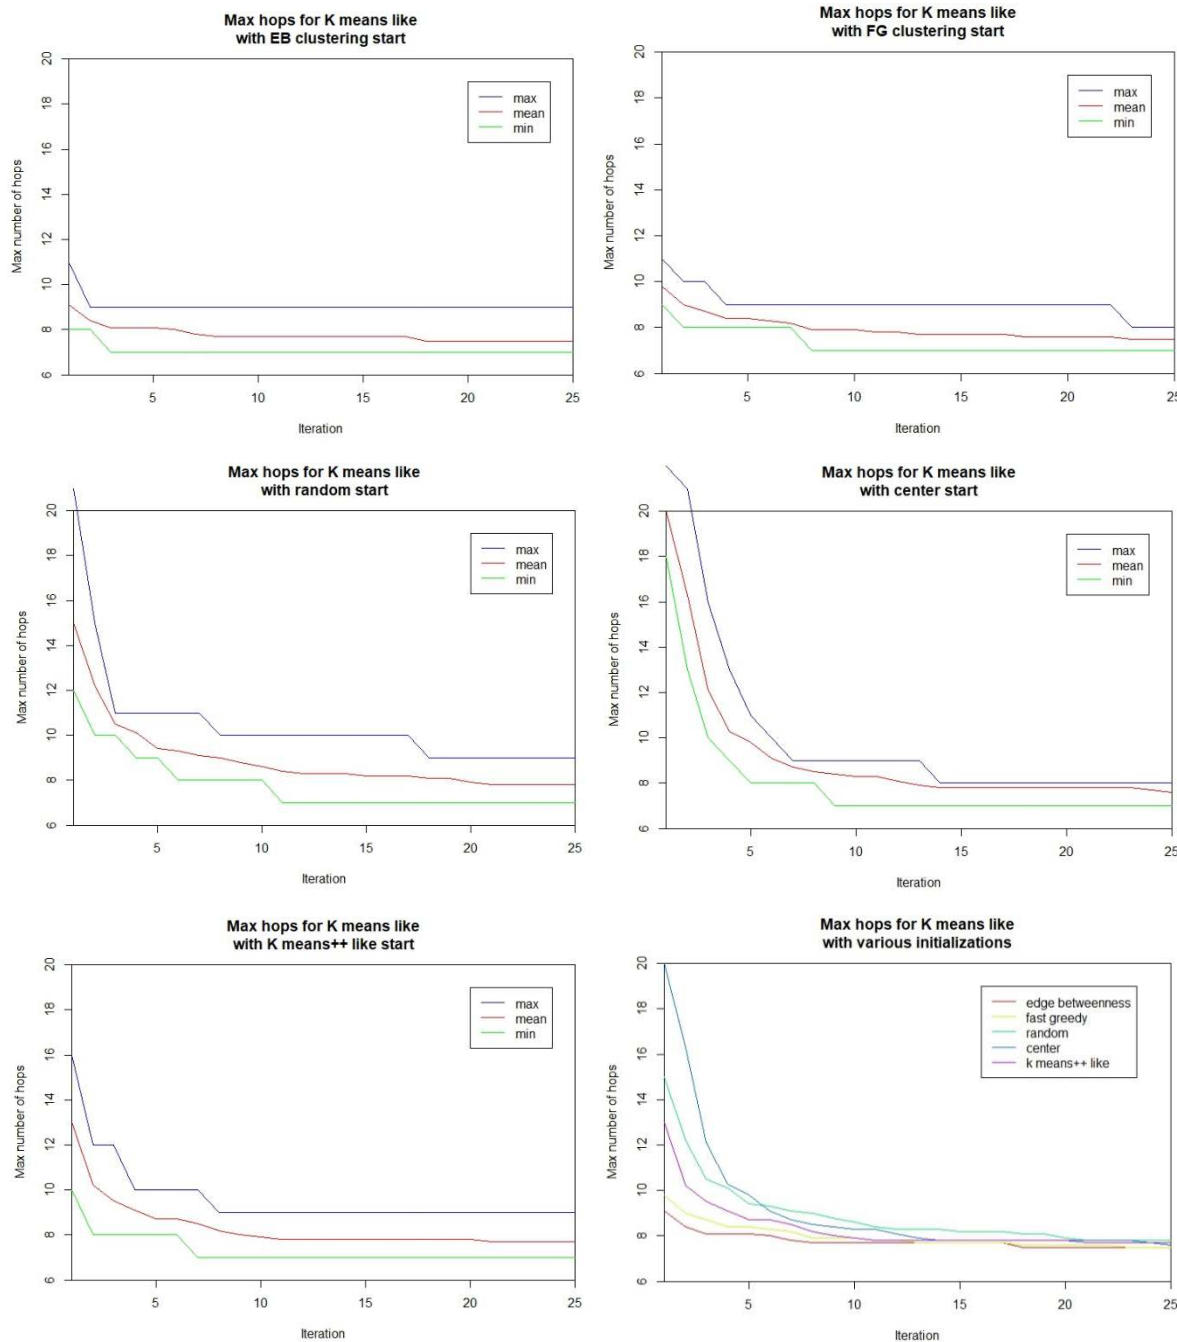 Max hops for K means like
with EB clustering start
Max number of hops
20
18
16
14
12
10
8
6
max
mean
min
5
10
15
20
25
Iteration
Max hops for K means like
with FG clustering start
Max number of hops
20
18
16
14
12
10
8
6
max
mean
min
5
10
15
20
25
Iteration
Max hops for K means like
with random start
Max number of hops
20
18
16
14
12
10
8
6
max
mean
min
5
10
15
20
25
Iteration
Max hops for K means like
with center start
Max number of hops
20
18
16
14
12
10
8
6
max
mean
min
5
10
15
20
25
Iteration
Max hops for K means like
with K means++ like start
Max number of hops
20
18
16
14
12
10
8
6
max
mean
min
5
10
15
20
25
Iteration
Max hops for K means like
with various initializations
Max number of hops
20
18
16
14
12
10
8
6
edge betweenness
fast greedy
random
center
k means++ like
5
10
15
20
25
Iteration